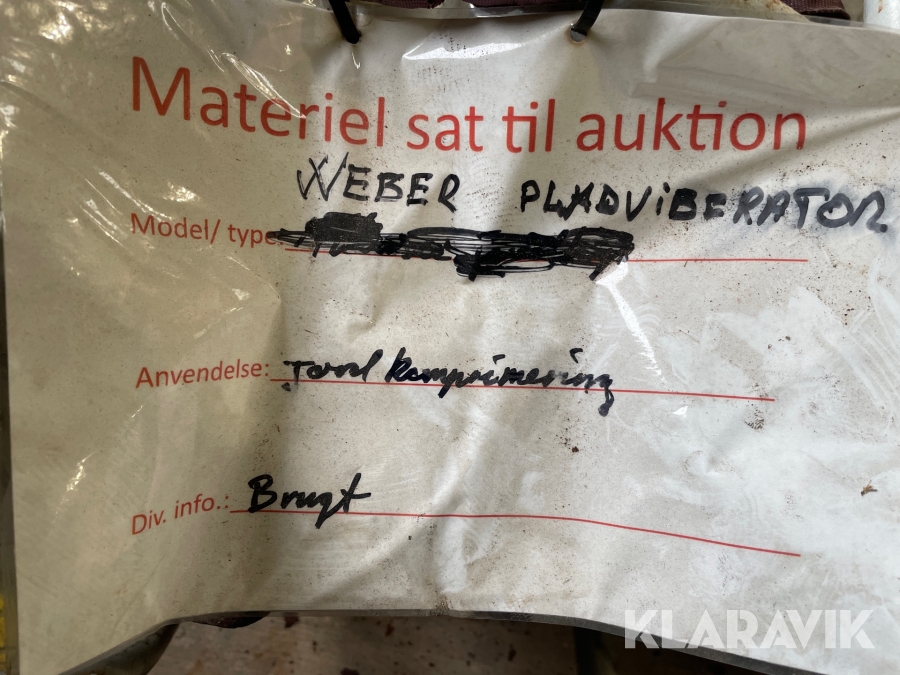 Materiel sat til auktion
WEBER PLADVIBERATOR
Model/ type:
Anvendelse: Jord komprimering
Div. info.: Brugt
KLARAVIK